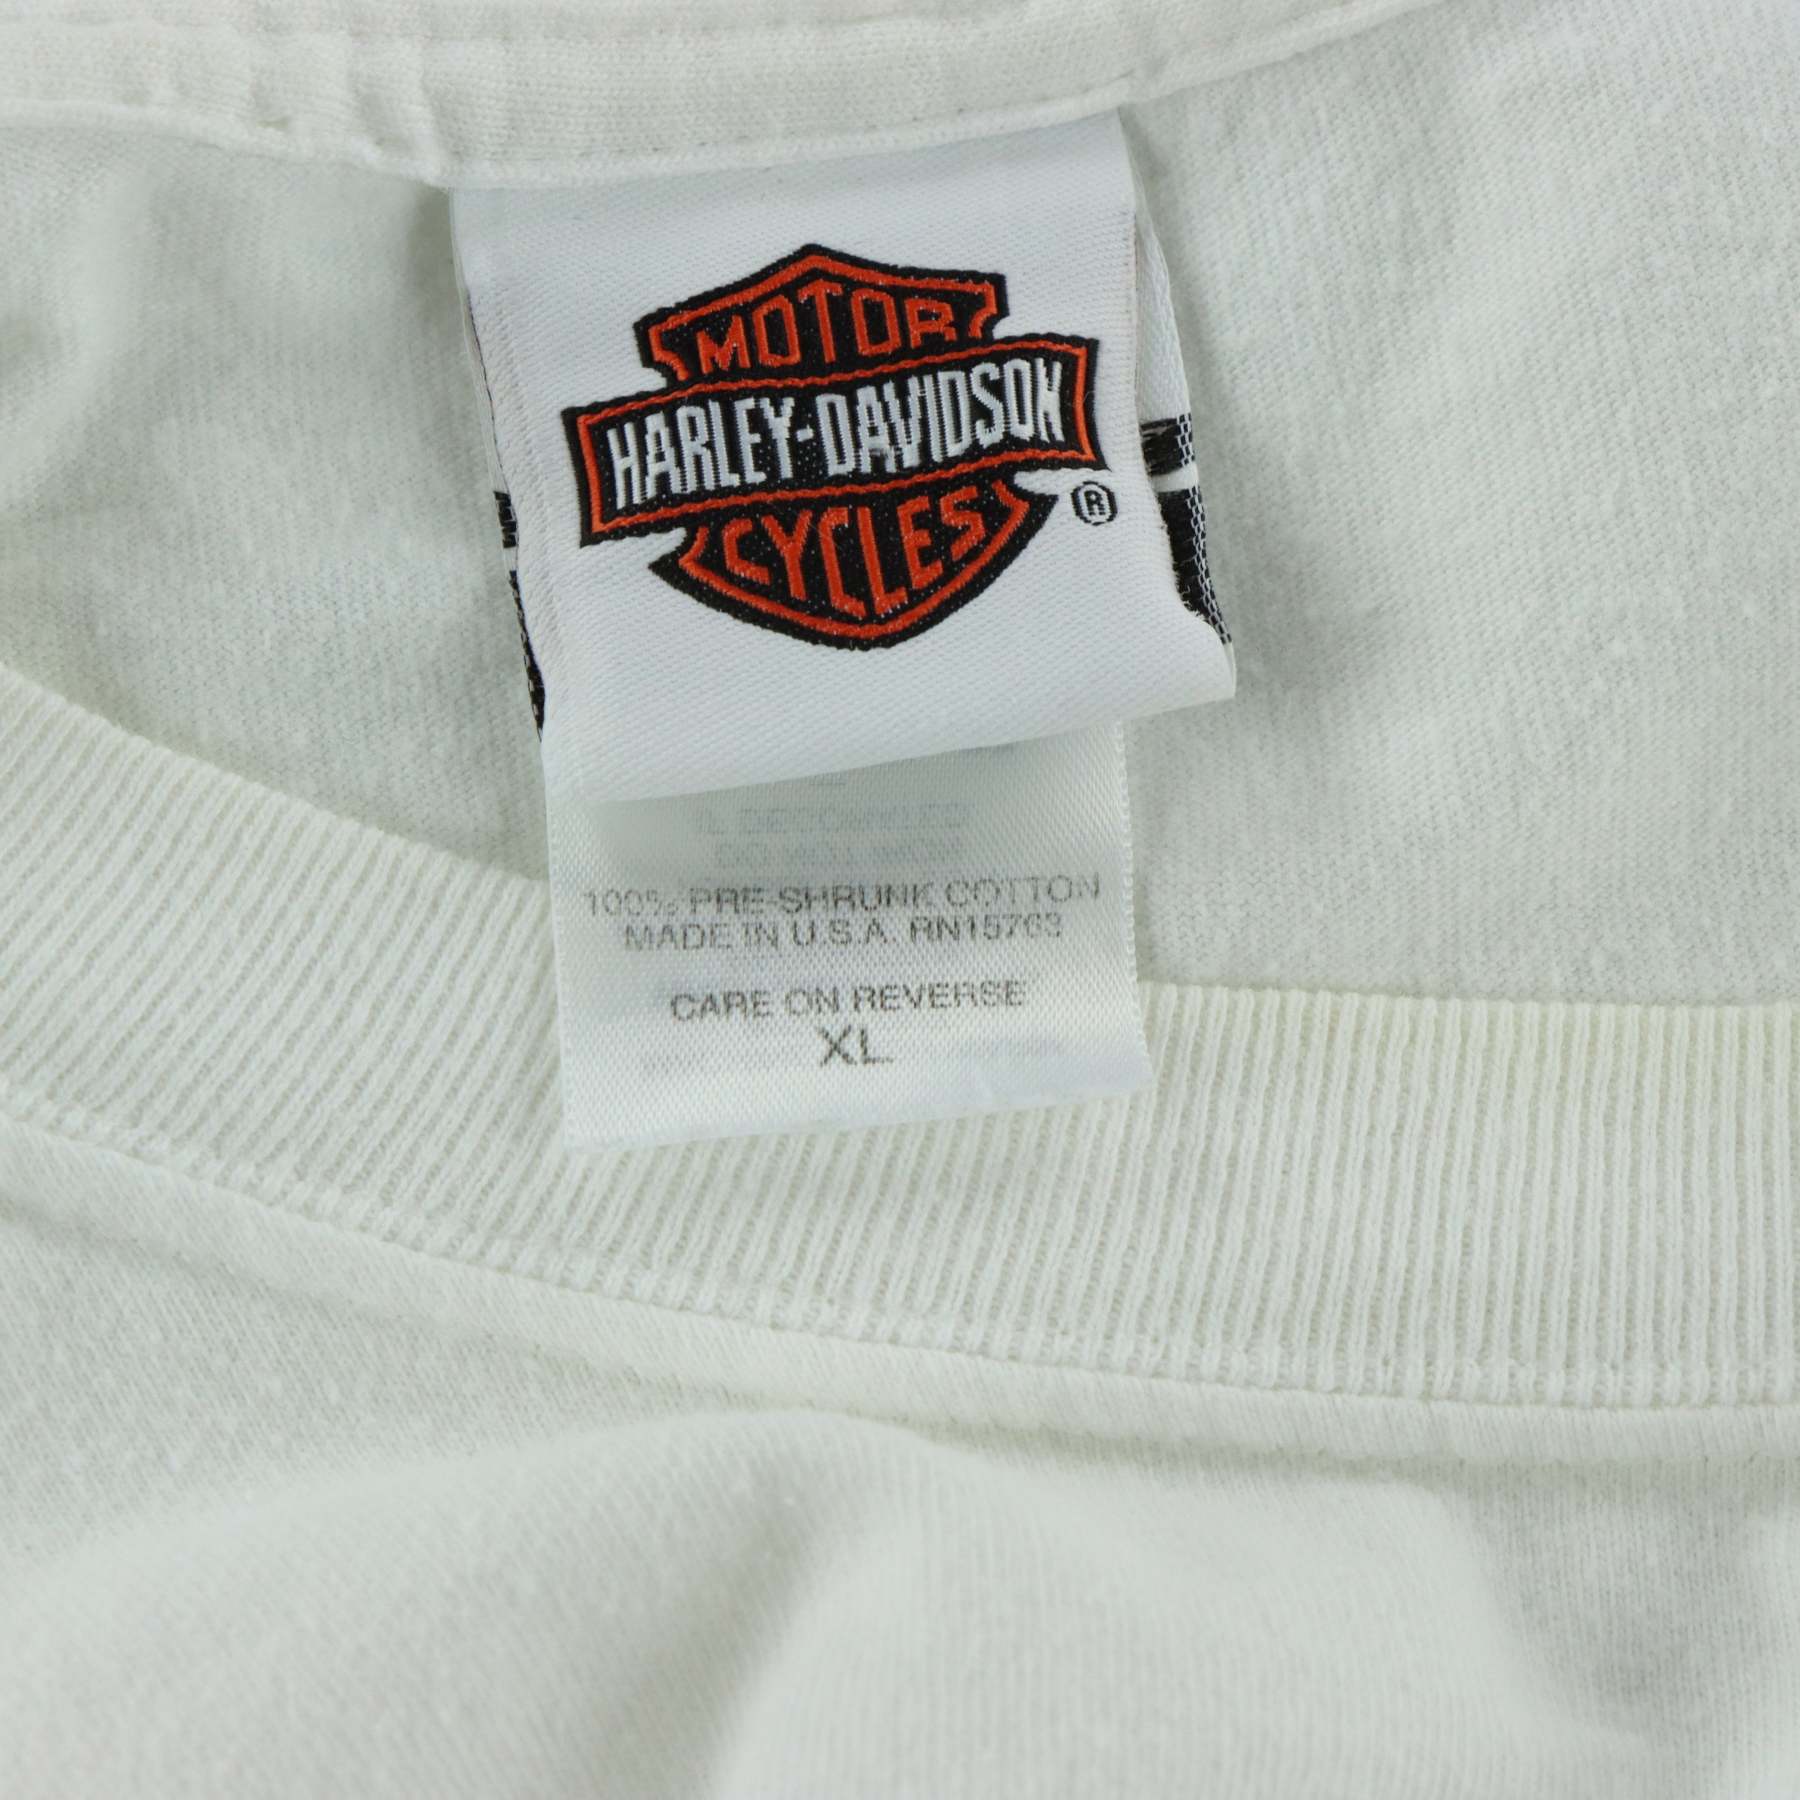 MOTOR
HARLEY-DAVIDSON
CYCLES
®
100% PRE-SHRUNK COTTON
MADE IN U.S.A. RN15763
CARE ON REVERSE
XL